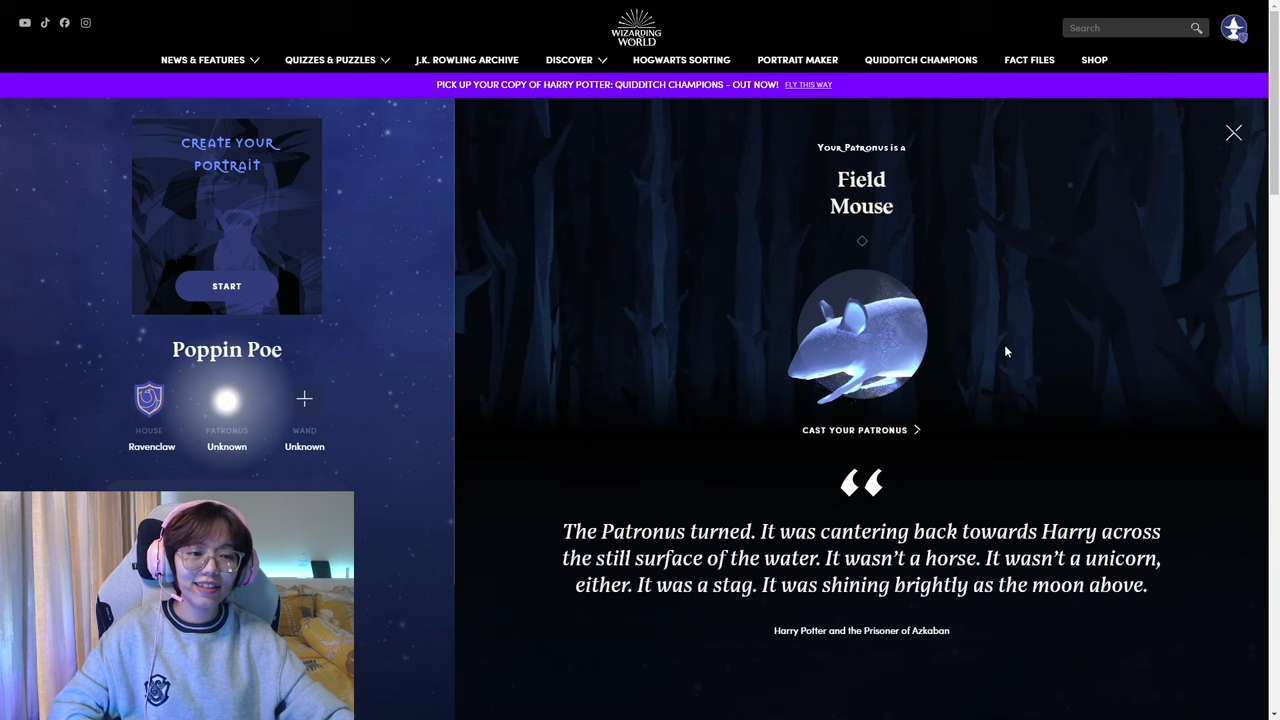 WIZARDING
WORLD
Search
NEWS & FEATURES
QUIZZES & PUZZLES
J.K. ROWLING ARCHIVE
DISCOVER
HOGWARTS SORTING
PORTRAIT MAKER
QUIDDITCH CHAMPIONS
FACT FILES
SHOP
PICK UP YOUR COPY OF HARRY POTTER: QUIDDITCH CHAMPIONS - OUT NOW! FLY THIS WAY
CREATE YOUR
PORTRAIT
START
Poppin Poe
HOUSE
Ravenclaw
PATRONUS
Unknown
WAND
Unknown
Your Patronus is a
Field
Mouse
CAST YOUR PATRONUS
“
The Patronus turned. It was cantering back towards Harry across
the still surface of the water. It wasn’t a horse. It wasn’t a unicorn,
either. It was a stag. It was shining brightly as the moon above.
Harry Potter and the Prisoner of Azkaban